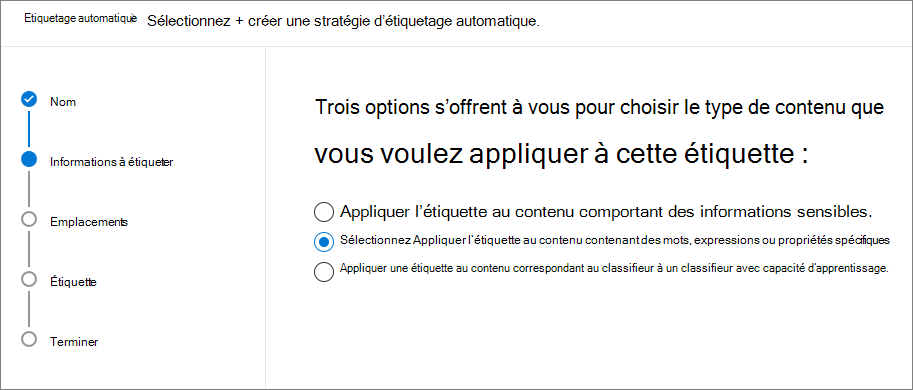 Etiquetage automatique Sélectionnez + créer une stratégie d’étiquetage automatique.
Nom
Informations à étiqueter
Emplacements
Étiquette
Terminer
Trois options s’offrent à vous pour choisir le type de contenu que
vous voulez appliquer à cette étiquette :
Appliquer l’étiquette au contenu comportant des informations sensibles.
Sélectionnez Appliquer l’étiquette au contenu contenant des mots, expressions ou propriétés spécifiques
Appliquer une étiquette au contenu correspondant au classifieur à un classifieur avec capacité d’apprentissage.